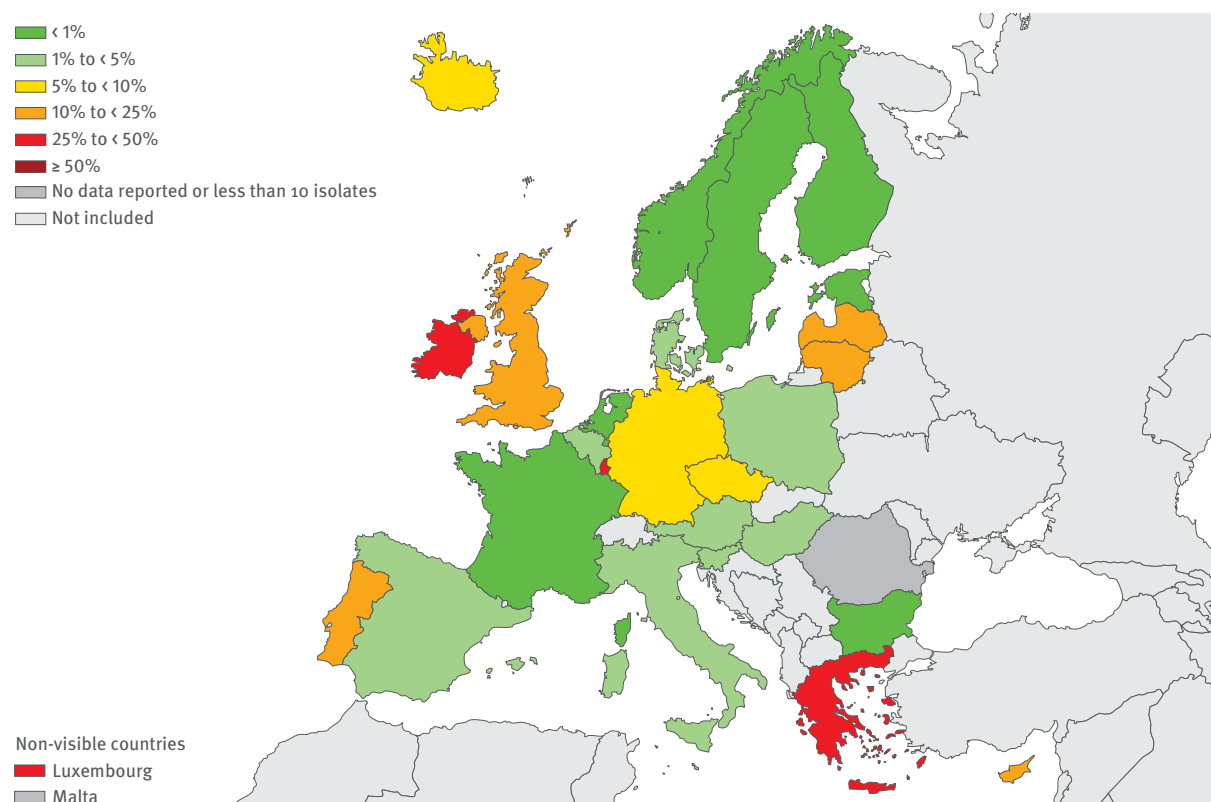 < 1%
1% to < 5%
5% to < 10%
10% to < 25%
25% to < 50%
≥ 50%
No data reported or less than 10 isolates
Not included
Non-visible countries
Luxembourg
Malta